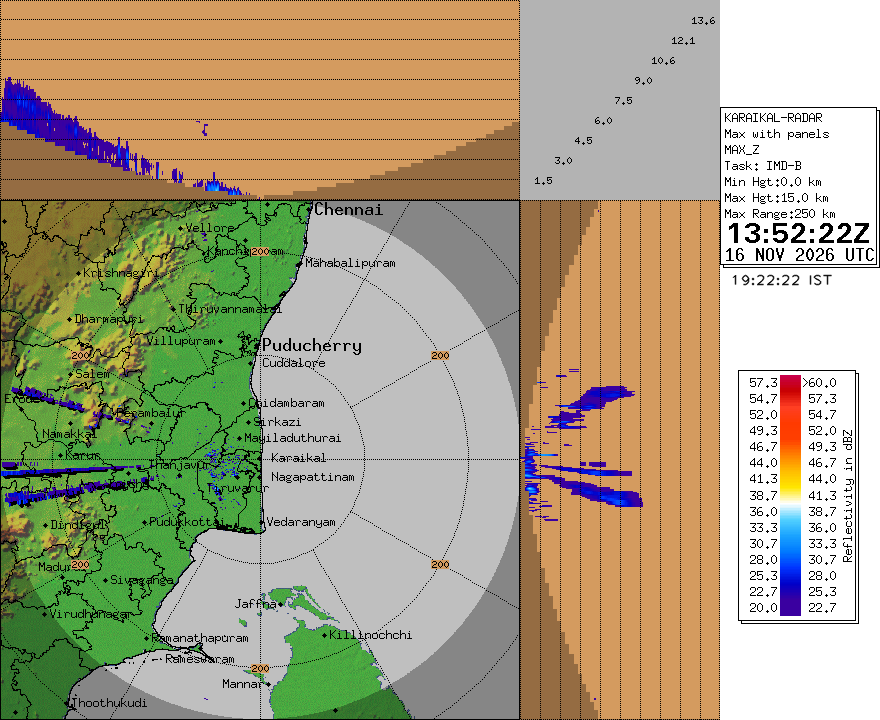 13.6
12.1
10.6
9.0
7.5
6.0
4.5
3.0
1.5
KARAIKAL-RADAR
Max with panels
MAX_Z
Task: IMD-B
Min Hgt:0.0 km
Max Hgt:15.0 km
Max Range:250 km
13:52:22Z
16 NOV 2026 UTC
19:22:22 IST
Chennai
Vellore
200
Mahabalipuram
Krishnagiri
Thiruvannamalai
Dharmapuri
Villupuram
Puducherry
200
200
Cuddalore
Salem
Chidambaram
Perambalur
Sirkazi
Namakkal
Mayiladuthurai
Karur
Karaikal
Thanjavur
Nagapattinam
Tiruvarur
Dindigul
Pudukkottai
Vedaranyam
200
200
Sivaganga
Jaffna
Virudhunagar
Ramanathapuram
Killinochchi
Rameswaram
200
Mannar
Thoothukudi
57.3 >60.0
54.7 57.3
52.0 54.7
49.3 52.0
46.7 49.3
44.0 46.7
41.3 44.0
38.7 41.3
36.0 38.7
33.3 36.0
30.7 33.3
28.0 30.7
25.3 28.0
22.7 25.3
20.0 22.7
Reflectivity in dBZ